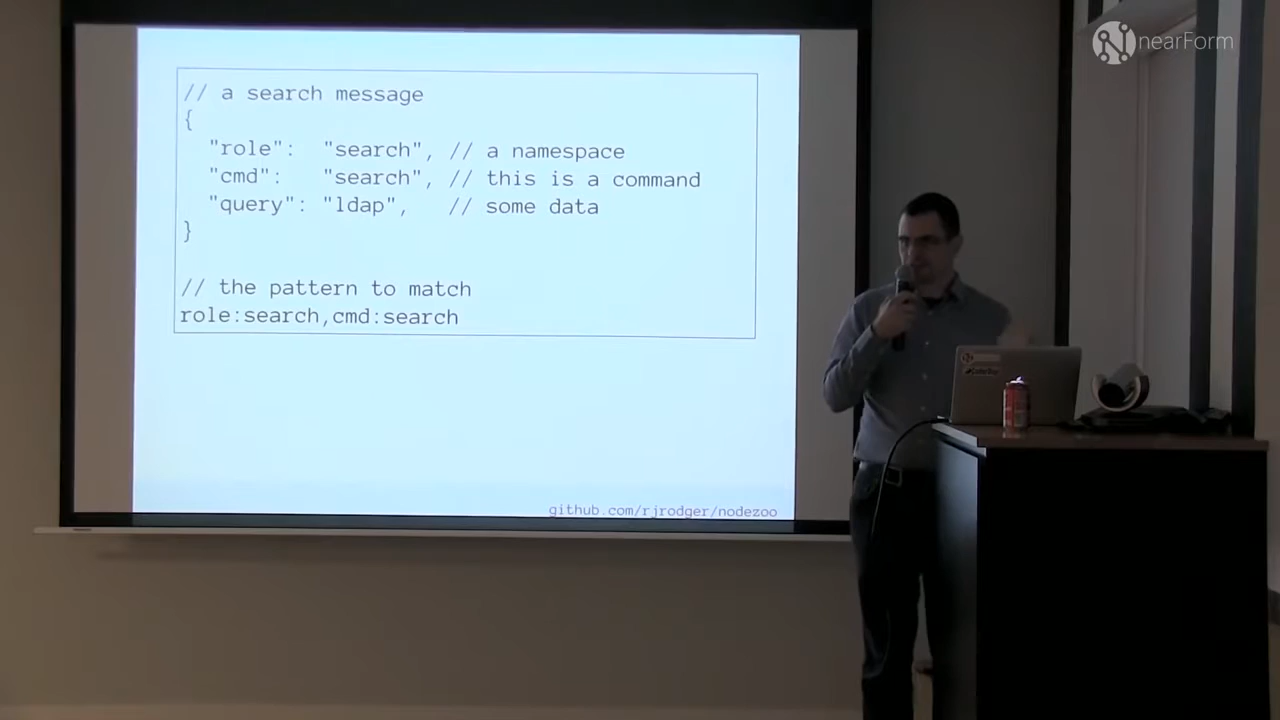 nearForm
// a search message
{
"role": "search", // a namespace
"cmd": "search", // this is a command
"query": "ldap", // some data
}
// the pattern to match
role:search,cmd:search
github.com/rjrodger/nodezoo